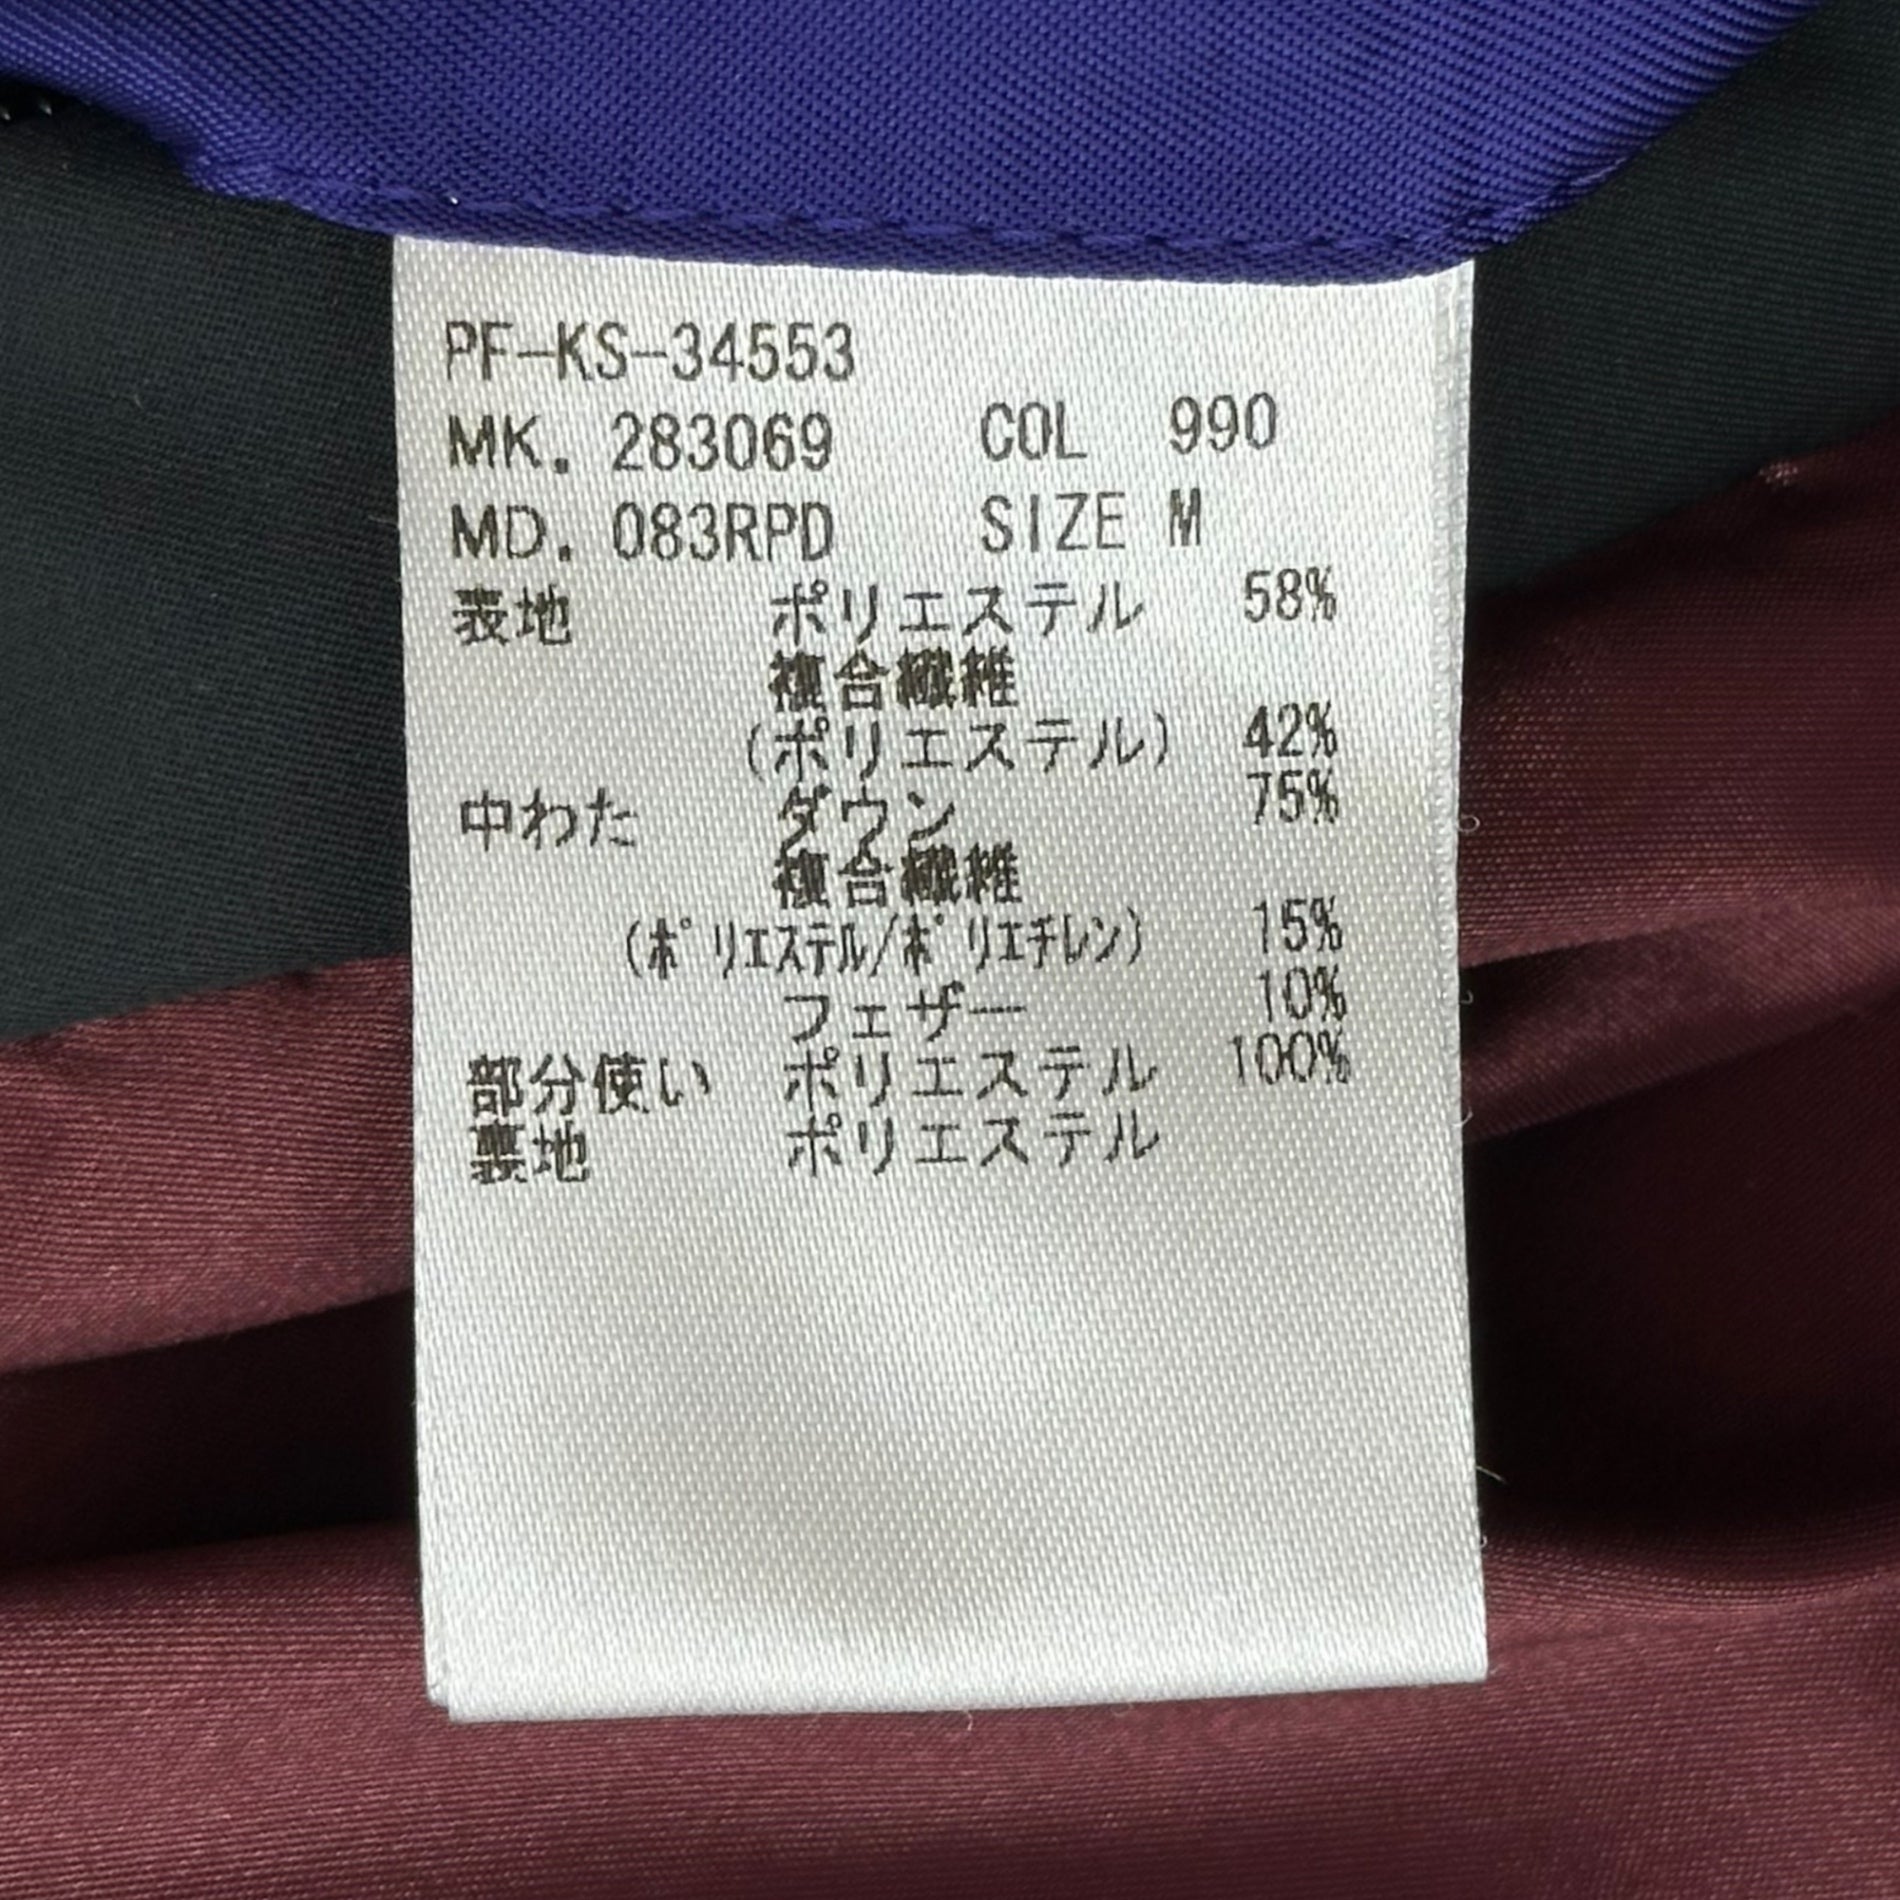 PF-KS-34553
MK. 283069 COL 990
MD. 083RPD SIZE M
表地 ポリエステル 58%
複合繊維
(ポリエステル) 42%
中わた ダウン 75%
複合繊維
(ﾎﾟﾘｴｽﾃﾙ/ﾎﾟﾘｴﾁﾚﾝ) 15%
フェザー 10%
部分使い ポリエステル 100%
裏地 ポリエステル